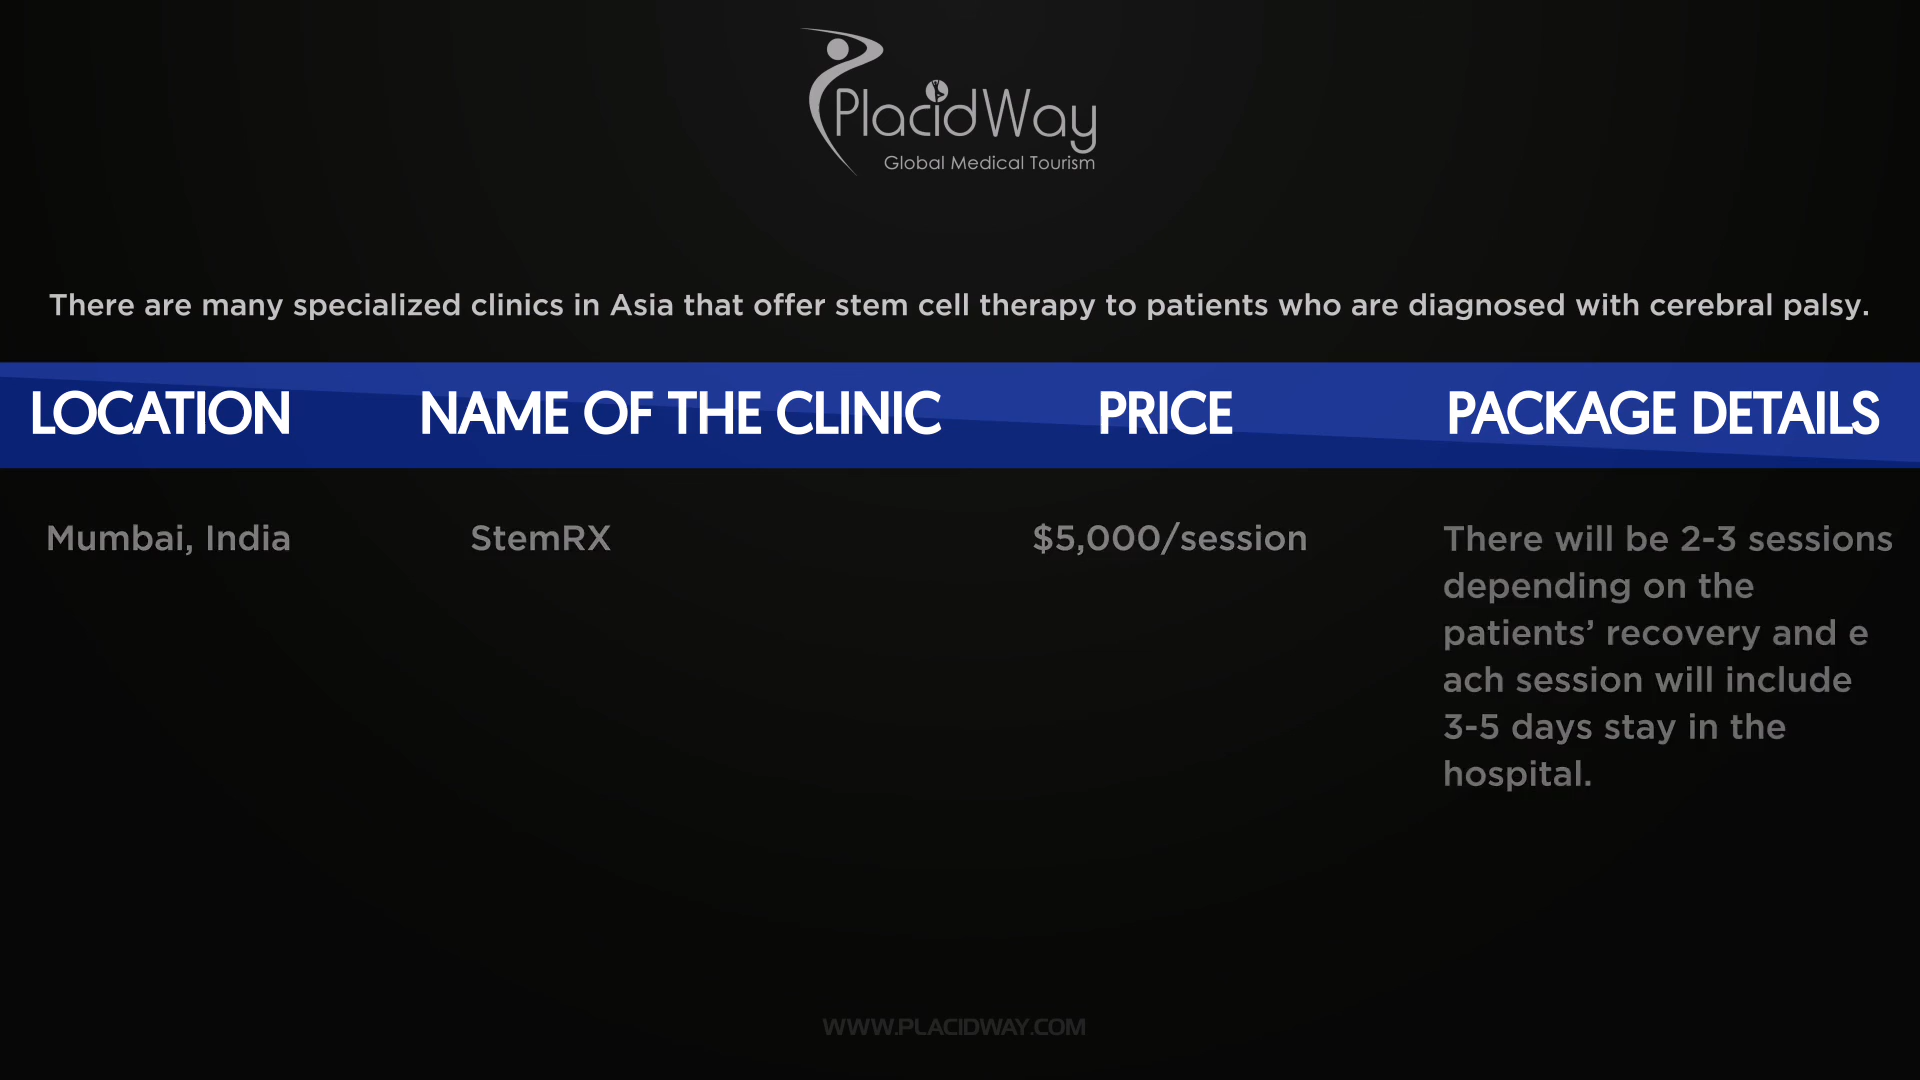 PlacidWay
Global Medical Tourism
There are many specialized clinics in Asia that offer stem cell therapy to patients who are diagnosed with cerebral palsy.
LOCATION NAME OF THE CLINIC PRICE PACKAGE DETAILS
Mumbai, India StemRX $5,000/session There will be 2-3 sessions
depending on the
patients’ recovery and e
ach session will include
3-5 days stay in the
hospital.
WWW.PLACIDWAY.COM